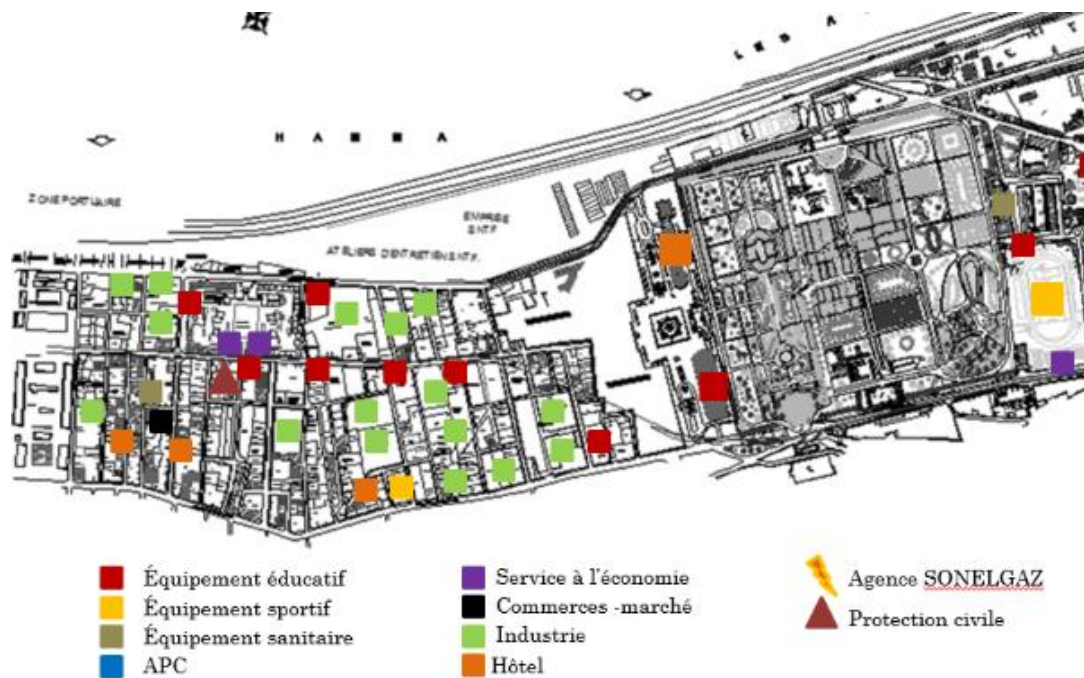 H A M M A
ZONE PORTUAIRE
EMPRISE
SNTF
ATELIERS D'ENTRETIEN SNTF.
Équipement éducatif
Équipement sportif
Équipement sanitaire
APC
Service à l'économie
Commerces -marché
Industrie
Hôtel
Agence SONELGAZ
Protection civile